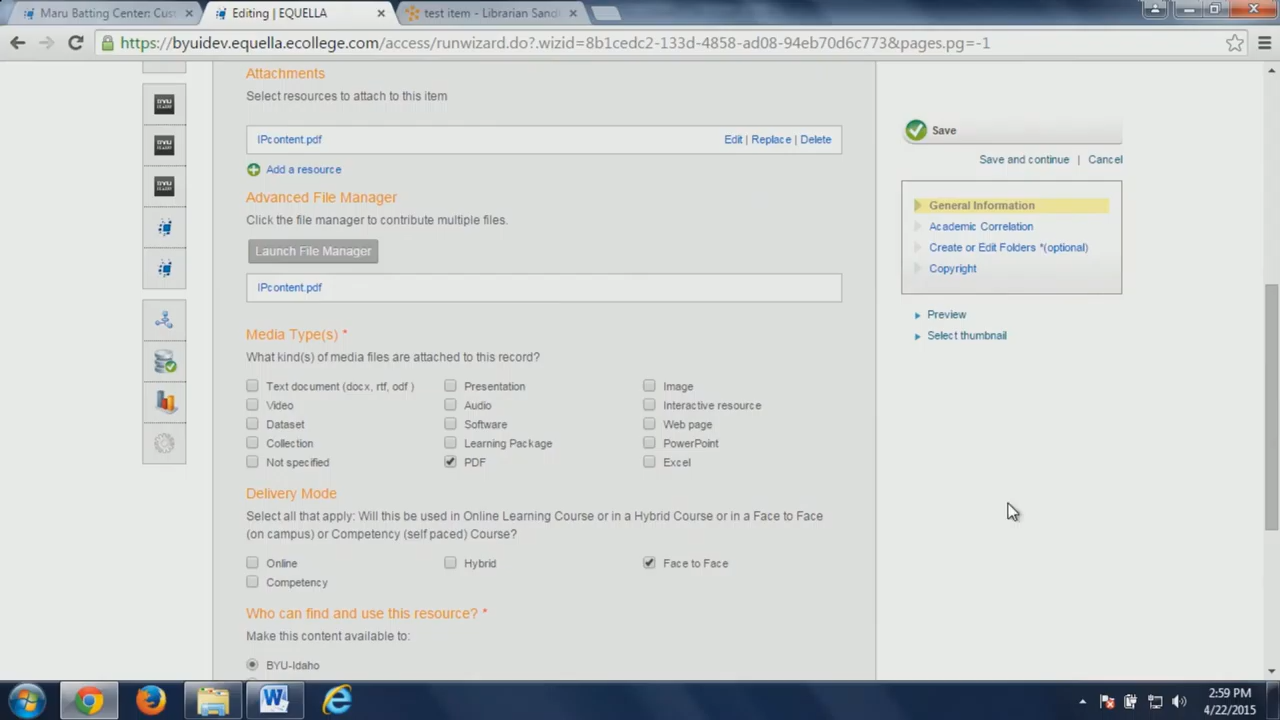 Maru Batting Center: Cus
Editing | EQUELLA
test item - Librarian Sand
https://byuidev.equella.ecollege.com/access/runwizard.do?.wizid=8b1cedc2-133d-4858-ad08-94eb70d6c773&pages.pg=-1
Attachments
Select resources to attach to this item
IPcontent.pdf Edit | Replace | Delete
Add a resource
Advanced File Manager
Click the file manager to contribute multiple files.
Launch File Manager
IPcontent.pdf
Media Type(s) *
What kind(s) of media files are attached to this record?
Text document (docx, rtf, odf ) Presentation Image
Video Audio Interactive resource
Dataset Software Web page
Collection Learning Package PowerPoint
Not specified PDF Excel
Delivery Mode
Select all that apply: Will this be used in Online Learning Course or in a Hybrid Course or in a Face to Face
(on campus) or Competency (self paced) Course?
Online Hybrid Face to Face
Competency
Who can find and use this resource? *
Make this content available to:
BYU-Idaho
Save
Save and continue | Cancel
General Information
Academic Correlation
Create or Edit Folders *(optional)
Copyright
Preview
Select thumbnail
2:59 PM
4/22/2015